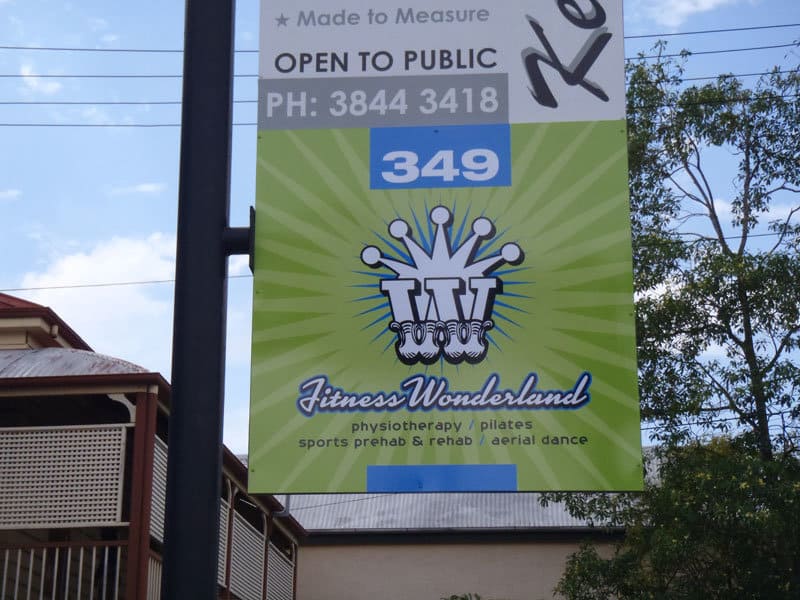 ★ Made to Measure
OPEN TO PUBLIC
PH: 3844 3418
Ke
349
W
Fitness Wonderland
physiotherapy / pilates
sports prehab & rehab / aerial dance